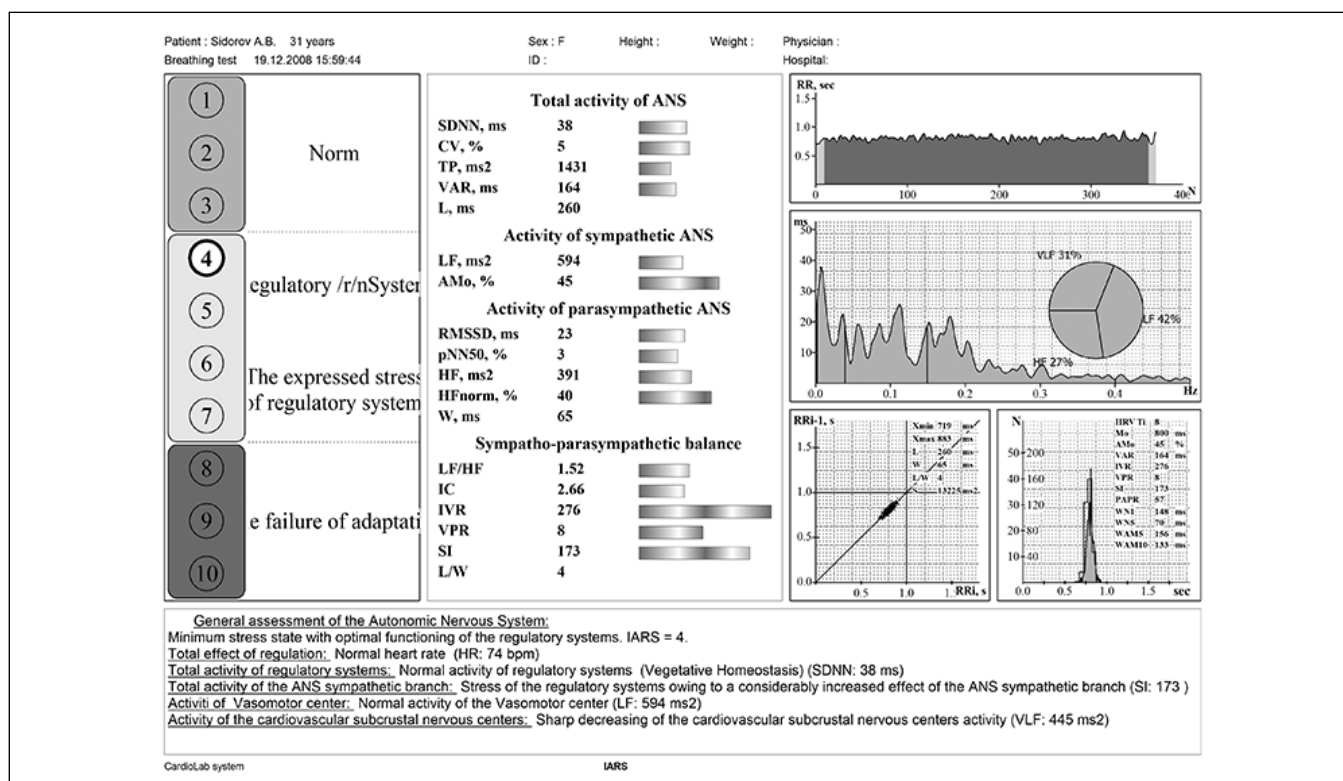 Patient : Sidorov A.B. 31 years Sex : F Height : Weight : Physician :
Breathing test 19.12.2008 15:59:44 ID : Hospital:
1
2
3
Norm
4
5
6
7
egulatory /r/nSyster
The expressed stress
of regulatory system
8
9
10
e failure of adaptati
Total activity of ANS
SDNN, ms 38
CV, % 5
TP, ms2 1431
VAR, ms 164
L, ms 260
Activity of sympathetic ANS
LF, ms2 594
AMo, % 45
Activity of parasympathetic ANS
RMSSD, ms 23
pNN50, % 3
HF, ms2 391
HFnorm, % 40
W, ms 65
Sympatho-parasympathetic balance
LF/HF 1.52
IC 2.66
IVR 276
VPR 8
SI 173
L/W 4
RR, sec
1.5
1.0
0.5
0 100 200 300 400 N
ms
50
40
30
20
10
0.0 0.1 0.2 0.3 0.4 Hz
VLF 31%
LF 42%
HF 27%
RRi-1, s
1.5
1.0
0.5
0.0
0.5 1.0 1. RRi, s
Xmin 719 ms
Xmax 883 ms
L 260 ms
W 65 ms
L/W 4
13225 ms2
N
50 200
40 160
30 120
20 80
10 40
0.0 0.5 1.0 1.5 sec
HRV Ti 8
Mo 800 ms
AMo 45 %
VAR 164 ms
IVR 276
VPR 8
SI 173
PAPR 57
WN1 148 ms
WN5 70 ms
WAM5 156 ms
WAM10 133 ms
General assessment of the Autonomic Nervous System:
Minimum stress state with optimal functioning of the regulatory systems. IARS = 4.
Total effect of regulation: Normal heart rate (HR: 74 bpm)
Total activity of regulatory systems: Normal activity of regulatory systems (Vegetative Homeostasis) (SDNN: 38 ms)
Total activity of the ANS sympathetic branch: Stress of the regulatory systems owing to a considerably increased effect of the ANS sympathetic branch (SI: 173 )
Activiti of Vasomotor center: Normal activity of the Vasomotor center (LF: 594 ms2)
Activity of the cardiovascular subcrustal nervous centers: Sharp decreasing of the cardiovascular subcrustal nervous centers activity (VLF: 445 ms2)
CardioLab system IARS